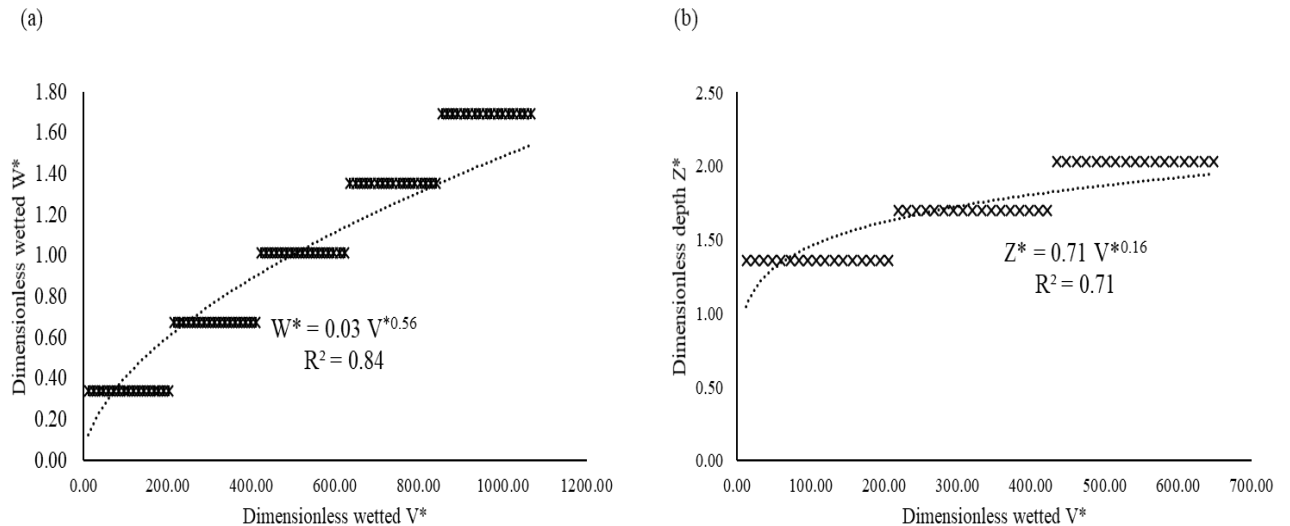 (a)
1.80
1.60
1.40
1.20
1.00
0.80
0.60
0.40
0.20
0.00
Dimensionless wetted W*
W* = 0.03 V*0.56
R2 = 0.84
0.00 200.00 400.00 600.00 800.00 1000.00 1200.00
Dimensionless wetted V*
(b)
2.50
2.00
1.50
1.00
0.50
0.00
Dimensionless depth Z*
Z* = 0.71 V*0.16
R2 = 0.71
0.00 100.00 200.00 300.00 400.00 500.00 600.00 700.00
Dimensionless wetted V*